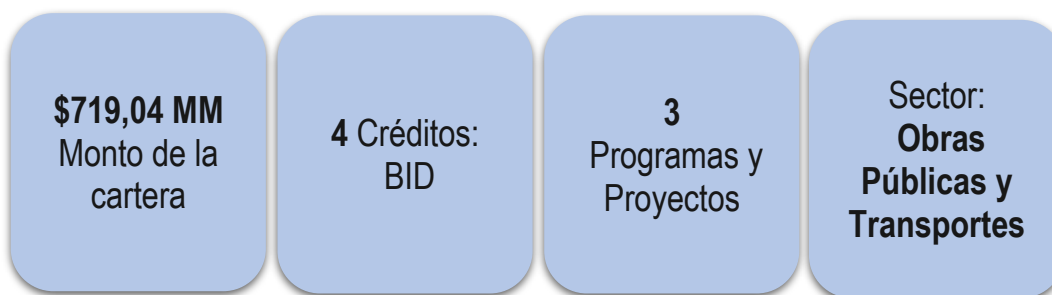 $719,04 MM
Monto de la
cartera
4 Créditos:
BID
3
Programas y
Proyectos
Sector:
Obras
Públicas y
Transportes